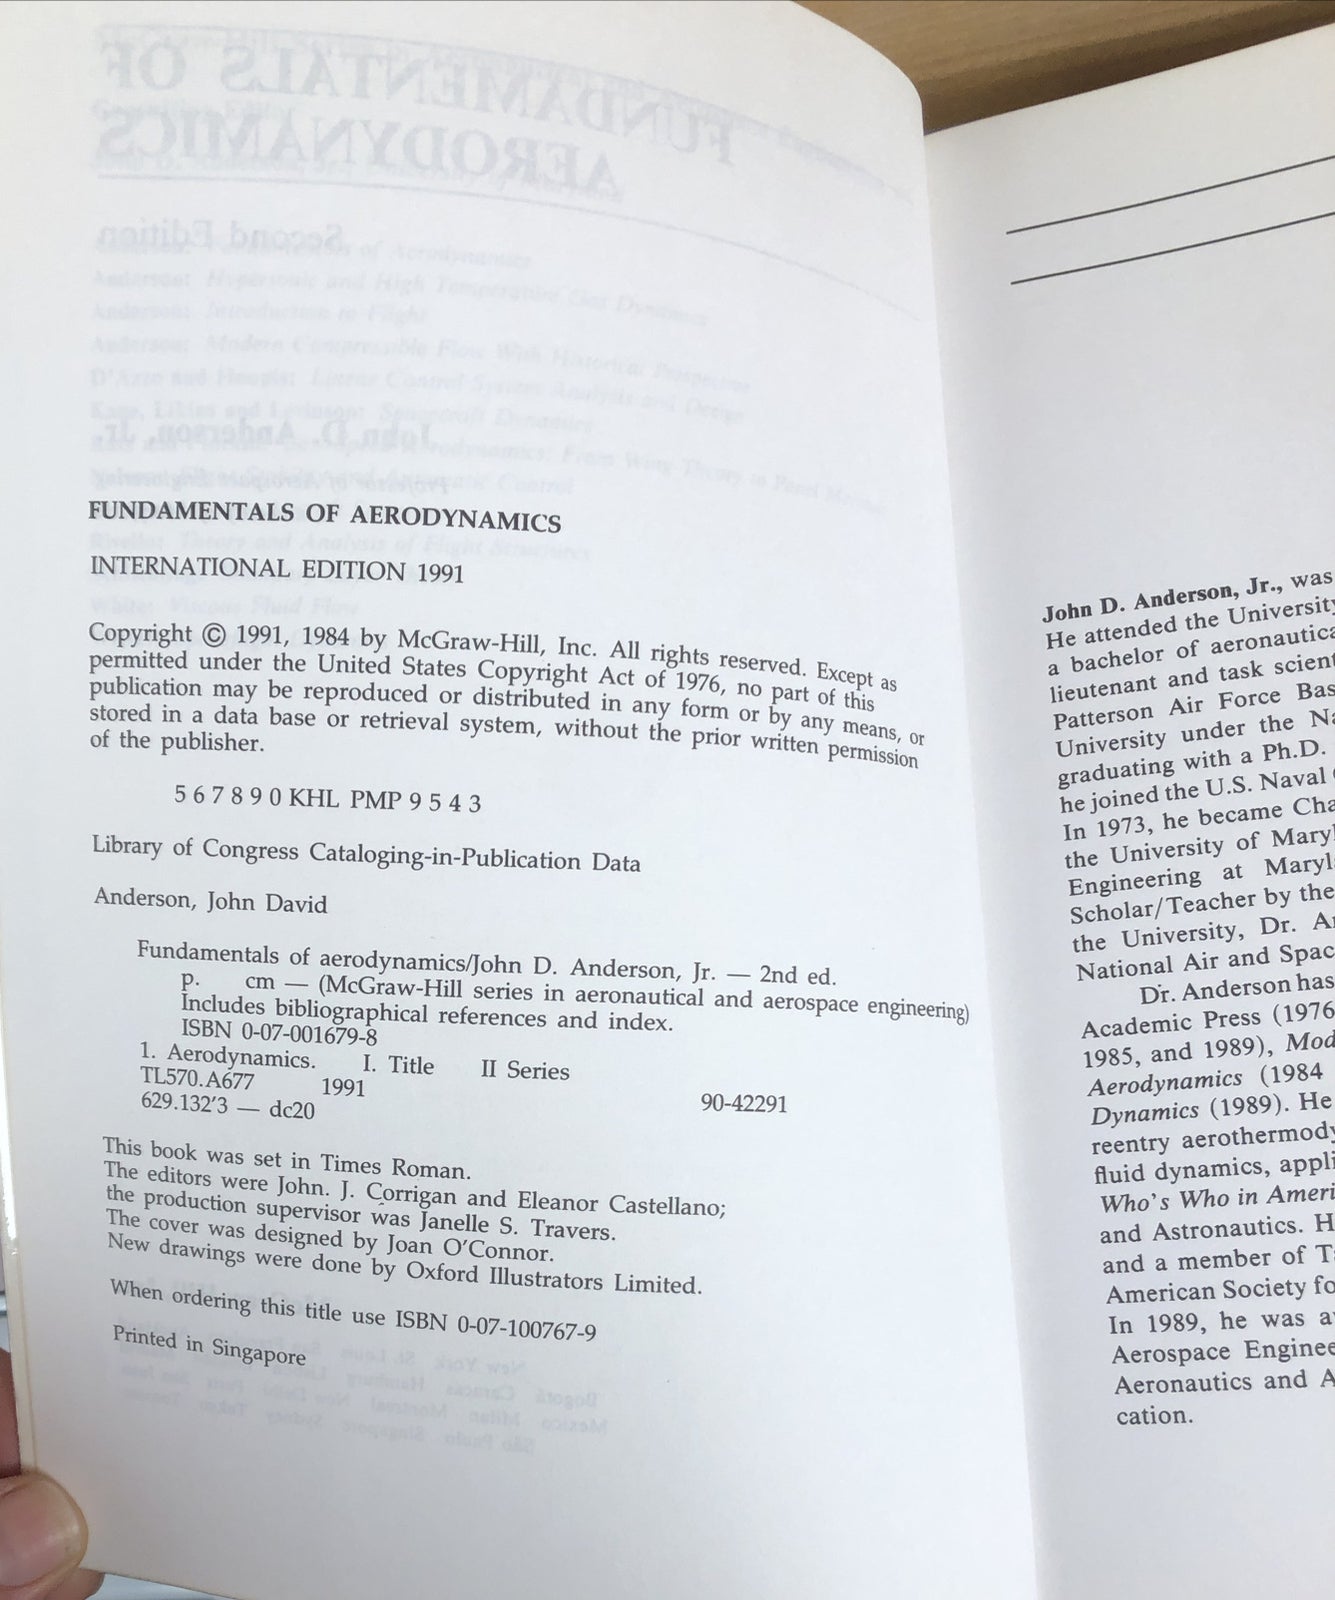 FUNDAMENTALS OF
AERODYNAMICS
Second Edition
John D. Anderson, Jr.
FUNDAMENTALS OF AERODYNAMICS
INTERNATIONAL EDITION 1991
Copyright © 1991, 1984 by McGraw-Hill, Inc. All rights reserved. Except as
permitted under the United States Copyright Act of 1976, no part of this
publication may be reproduced or distributed in any form or by any means, or
stored in a data base or retrieval system, without the prior written permission
of the publisher.
5 6 7 8 9 0 KHL PMP 9 5 4 3
Library of Congress Cataloging-in-Publication Data
Anderson, John David
Fundamentals of aerodynamics/John D. Anderson, Jr. — 2nd ed.
p. cm — (McGraw-Hill series in aeronautical and aerospace engineering)
Includes bibliographical references and index.
ISBN 0-07-001679-8
1. Aerodynamics. I. Title II Series
TL570.A677 1991
629.132'3 — dc20 90-42291
This book was set in Times Roman.
The editors were John. J. Corrigan and Eleanor Castellano;
the production supervisor was Janelle S. Travers.
The cover was designed by Joan O'Connor.
New drawings were done by Oxford Illustrators Limited.
When ordering this title use ISBN 0-07-100767-9
Printed in Singapore
John D. Anderson, Jr., was
He attended the University
a bachelor of
lieutenant and task
Patterson Air Force
University under the
graduating with a Ph.D.
he joined the U.S. Naval
In 1973, he became
the University of
Engineering at
Scholar/Teacher by the
the University, Dr.
National Air and
Dr. Anderson has
Academic Press (1976
1985, and 1989),
Aerodynamics (1984
Dynamics (1989). He
reentry
fluid dynamics,
Who's Who in
and Astronautics.
and a member of
American Society
In 1989, he was
Aerospace
Aeronautics and
cation.